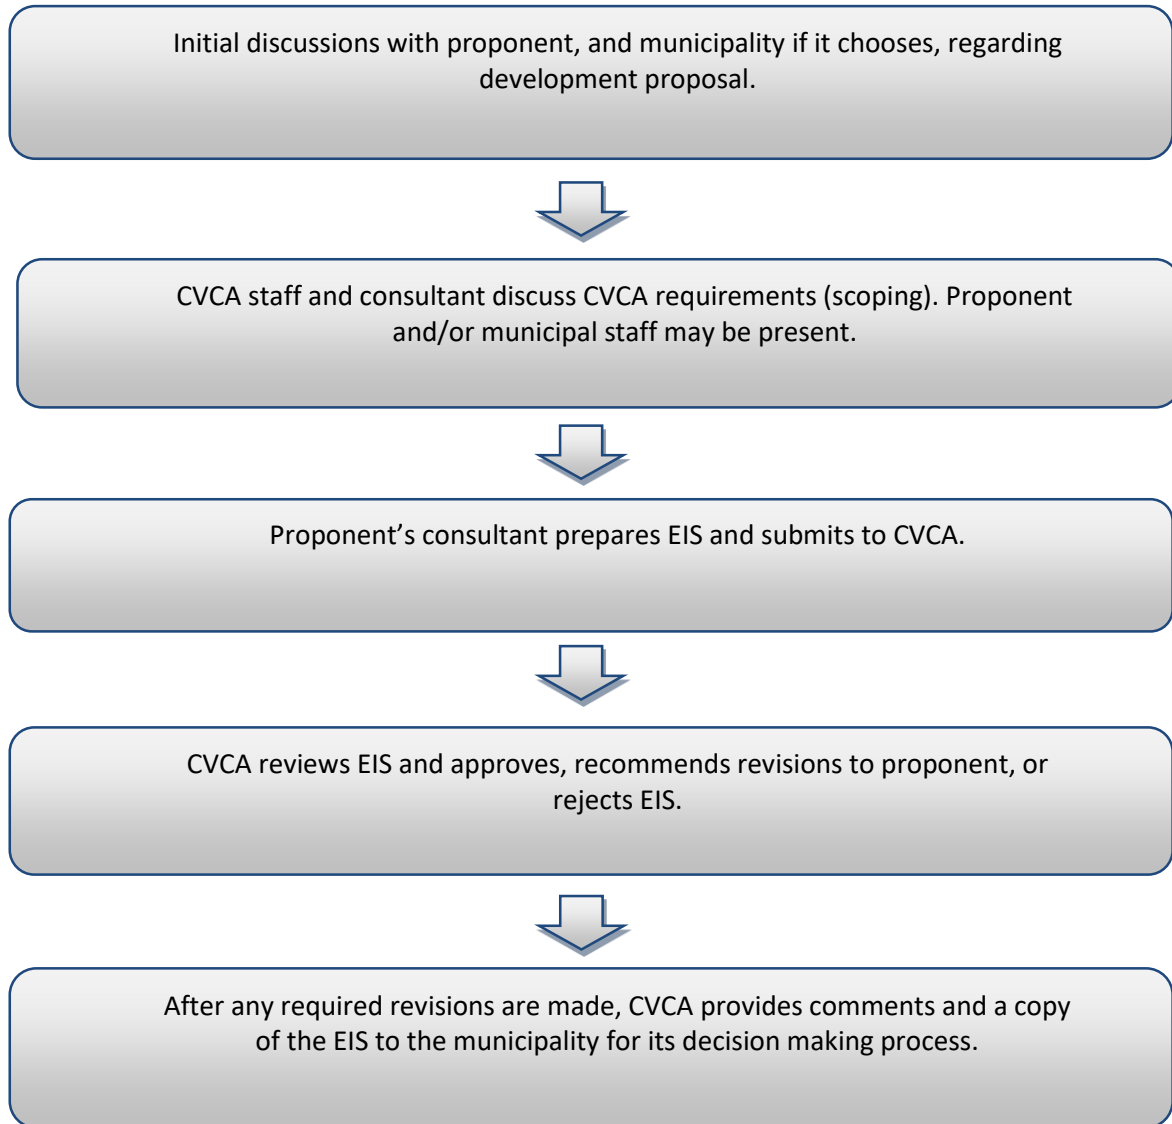 Initial discussions with proponent, and municipality if it chooses, regarding
development proposal.
CVCA staff and consultant discuss CVCA requirements (scoping). Proponent
and/or municipal staff may be present.
Proponent’s consultant prepares EIS and submits to CVCA.
CVCA reviews EIS and approves, recommends revisions to proponent, or
rejects EIS.
After any required revisions are made, CVCA provides comments and a copy
of the EIS to the municipality for its decision making process.